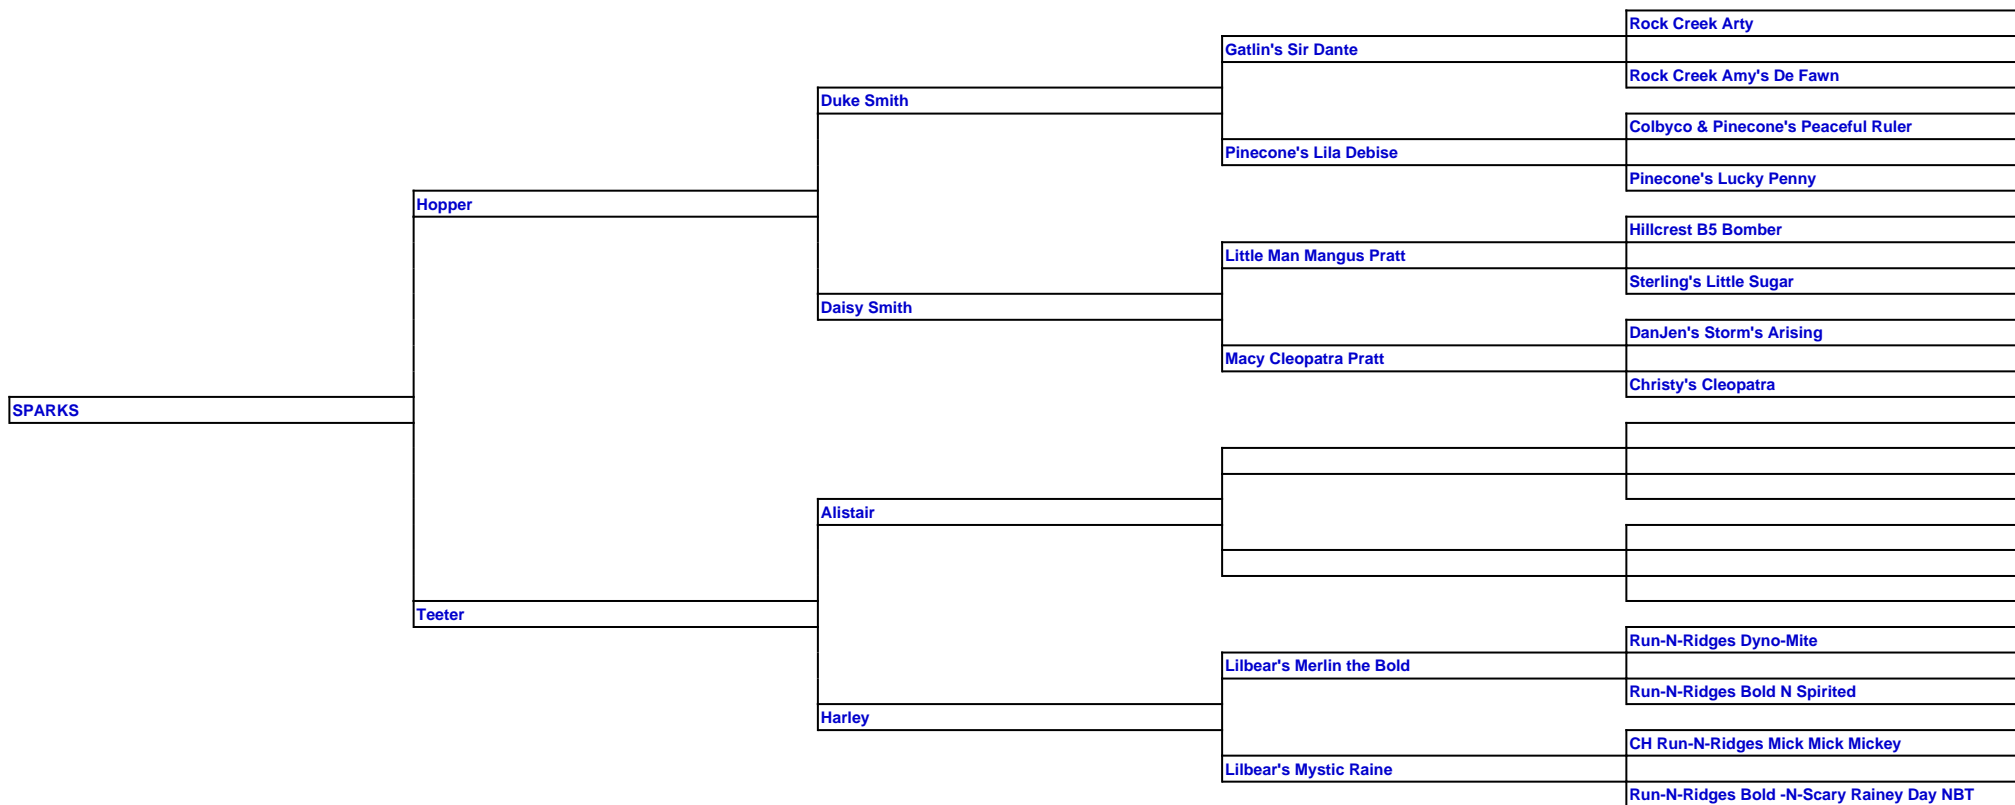 Rock Creek Arty
Gatlin's Sir Dante
Rock Creek Amy's De Fawn
Duke Smith
Colbyco & Pinecone's Peaceful Ruler
Pinecone's Lila Debise
Pinecone's Lucky Penny
Hopper
Hillcrest B5 Bomber
Little Man Mangus Pratt
Sterling's Little Sugar
Daisy Smith
DanJen's Storm's Arising
Macy Cleopatra Pratt
Christy's Cleopatra
SPARKS
Alistair
Teeter
Run-N-Ridges Dyno-Mite
Lilbear's Merlin the Bold
Run-N-Ridges Bold N Spirited
Harley
CH Run-N-Ridges Mick Mick Mickey
Lilbear's Mystic Raine
Run-N-Ridges Bold -N-Scary Rainey Day NBT